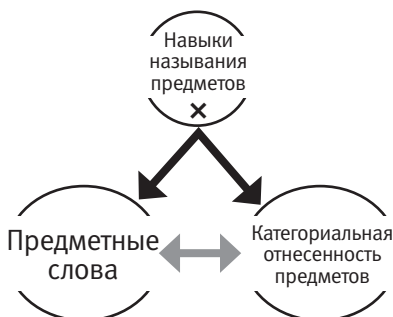 Навыки
называния
предметов
×
Предметные
слова
Категориальная
отнесенность
предметов